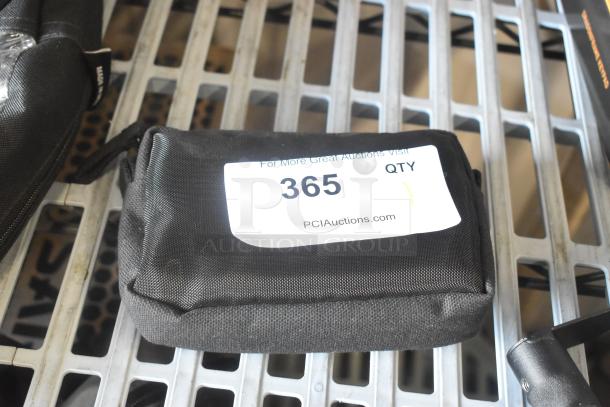 For More Great Auctions Visit
365
QTY
PCIAuctions.com
PCI
AUCTION GROUP